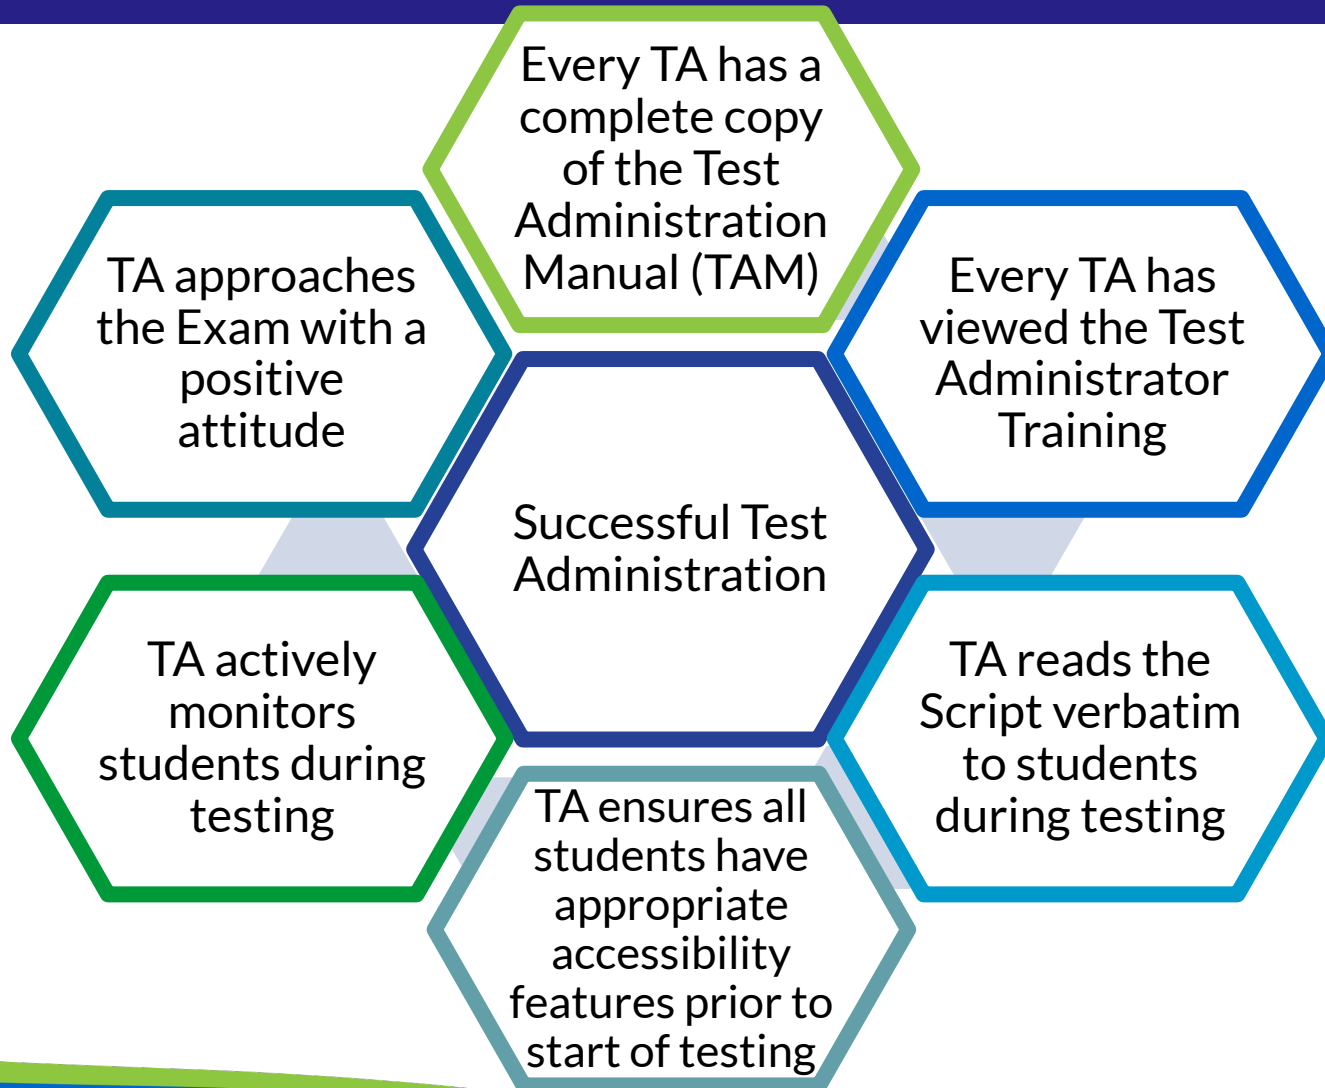 Every TA has a
complete copy
of the Test
Administration
Manual (TAM)
Every TA has
viewed the Test
Administrator
Training
TA reads the
Script verbatim
to students
during testing
TA ensures all
students have
appropriate
accessibility
features prior to
start of testing
TA actively
monitors
students during
testing
TA approaches
the Exam with a
positive
attitude
Successful Test
Administration